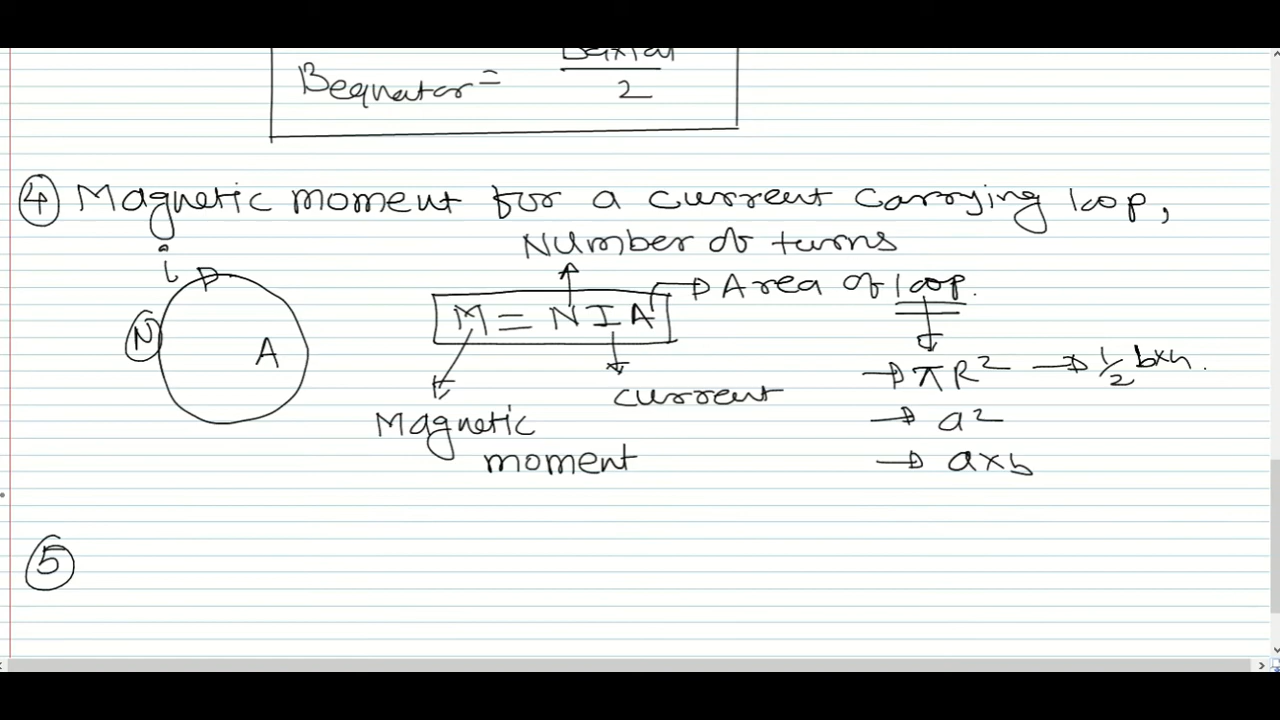 Baxial
Bequator = 2
④ Magnetic moment for a current carrying loop,
i Number of turns
M = NIA Area of loop.
N A
πR² ½ b×h.
current
Magnetic a²
moment a×b
⑤